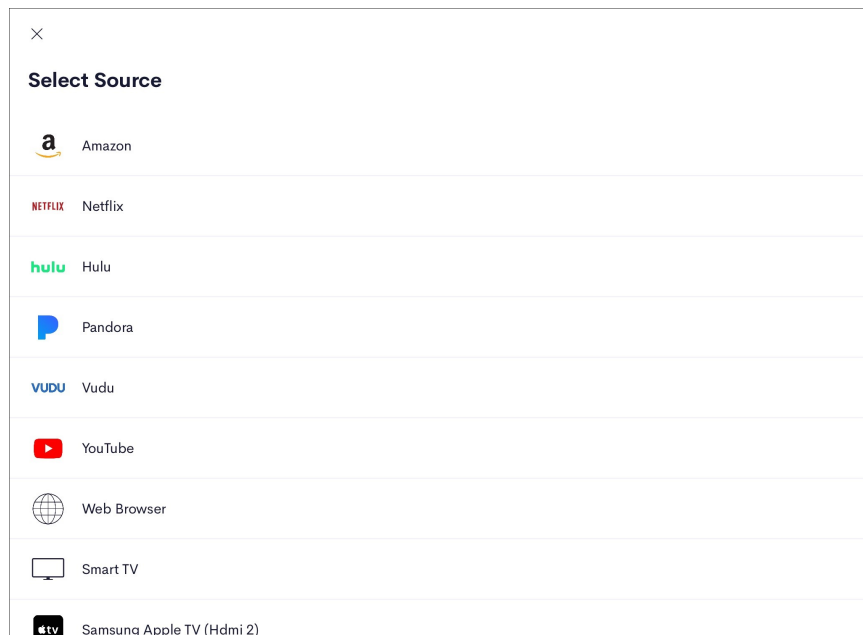 Select Source
a Amazon
NETFLIX Netflix
hulu Hulu
Pandora
VUDU Vudu
YouTube
Web Browser
Smart TV
tv Samsung Apple TV (Hdmi 2)